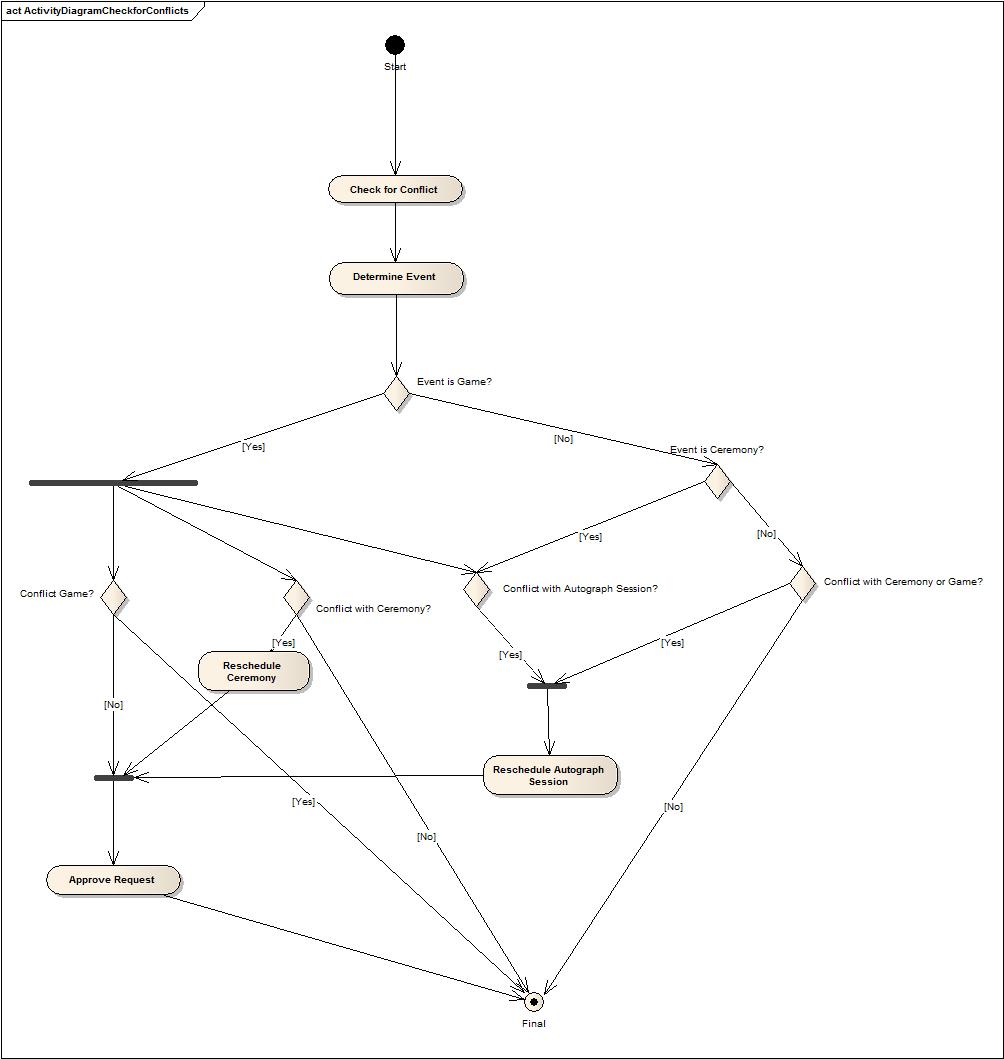 act ActivityDiagramCheckforConflicts
Start
Check for Conflict
Determine Event
Event is Game?
[Yes]
[No]
Event is Ceremony?
[Yes]
[No]
Conflict Game?
Conflict with Ceremony?
Conflict with Autograph Session?
Conflict with Ceremony or Game?
[Yes]
[Yes]
[Yes]
Reschedule
Ceremony
[No]
Reschedule Autograph
Session
[Yes]
[No]
[No]
Approve Request
Final